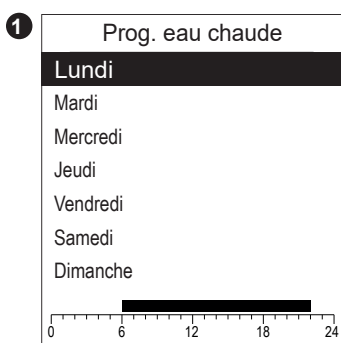 1
Prog. eau chaude
Lundi
Mardi
Mercredi
Jeudi
Vendredi
Samedi
Dimanche
0 6 12 18 24